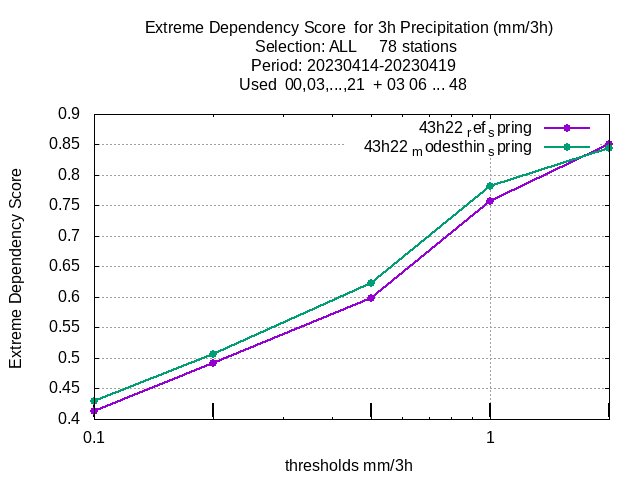 Extreme Dependency Score  for 3h Precipitation (mm/3h)
Selection: ALL     78 stations
Period: 20230414-20230419
Used  00,03,...,21  + 03 06 ... 48
0.9
43h22 ref spring
0.85
43h22 modesthin spring
0.8
0.75
0.7
0.65
0.6
0.55
0.5
0.45
0.4
Extreme Dependency Score
0.1
1
thresholds mm/3h